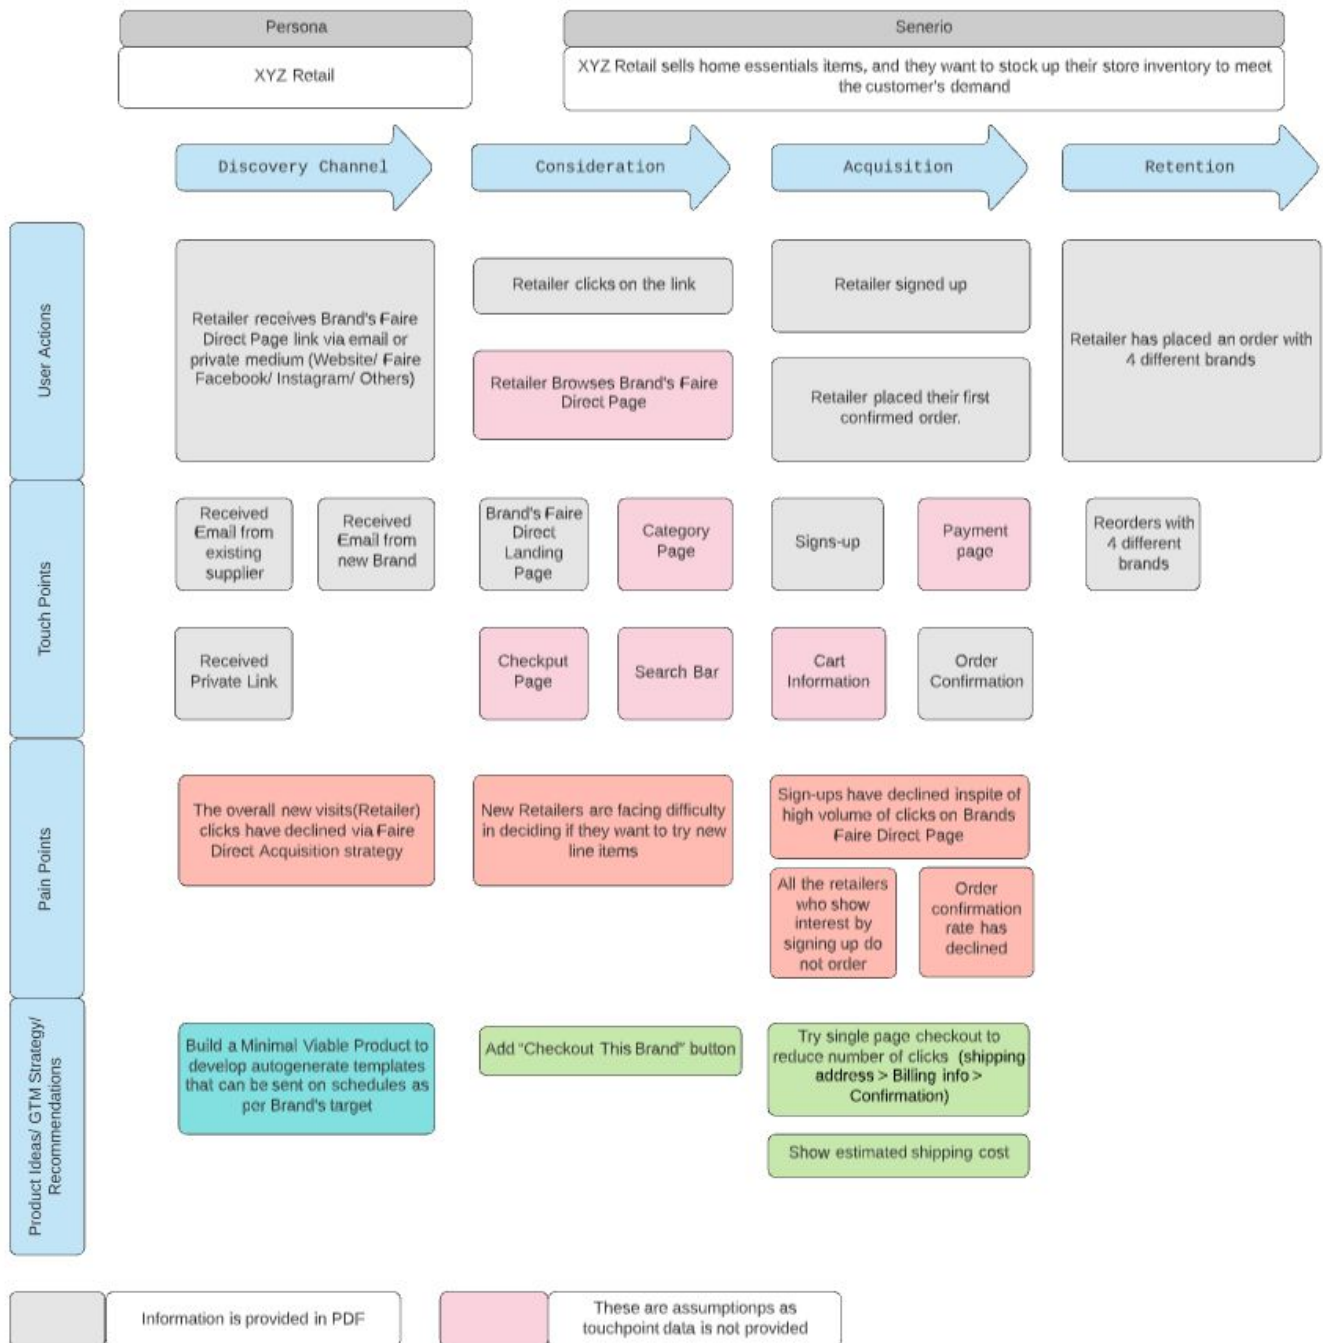 Persona
Senerio
XYZ Retail
XYZ Retail sells home essentials items, and they want to stock up their store inventory to meet
the customer's demand
Discovery Channel
Consideration
Acquisition
Retention
User Actions
Retailer receives Brand's Faire
Direct Page link via email or
private medium (Website/ Faire
Facebook/ Instagram/ Others)
Retailer clicks on the link
Retailer Browses Brand's Faire
Direct Page
Retailer signed up
Retailer placed their first
confirmed order.
Retailer has placed an order with
4 different brands
Touch Points
Received
Email from
existing
supplier
Received
Email from
new Brand
Brand's Faire
Direct
Landing
Page
Category
Page
Signs-up
Payment
page
Reorders with
4 different
brands
Received
Private Link
Checkput
Page
Search Bar
Cart
Information
Order
Confirmation
Pain Points
The overall new visits(Retailer)
clicks have declined via Faire
Direct Acquisition strategy
New Retailers are facing difficulty
in deciding if they want to try new
line items
Sign-ups have declined inspite of
high volume of clicks on Brands
Faire Direct Page
All the retailers
who show
interest by
signing up do
not order
Order
confirmation
rate has
declined
Product Ideas/ GTM Strategy/
Recommendations
Build a Minimal Viable Product to
develop autogenerate templates
that can be sent on schedules as
per Brand's target
Add "Checkout This Brand" button
Try single page checkout to
reduce number of clicks (shipping
address > Billing info >
Confirmation)
Show estimated shipping cost
Information is provided in PDF
These are assumptionps as
touchpoint data is not provided